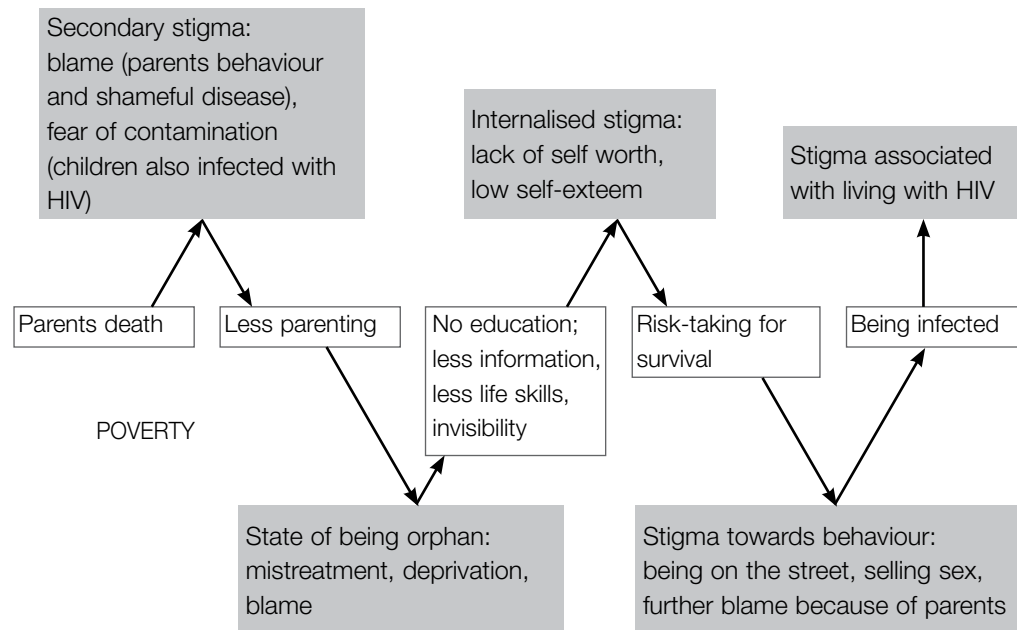 Secondary stigma:
blame (parents behaviour
and shameful disease),
fear of contamination
(children also infected with
HIV)
Internalised stigma:
lack of self worth,
low self-exteem
Stigma associated
with living with HIV
Parents death
Less parenting
No education;
less information,
less life skills,
invisibility
Risk-taking for
survival
Being infected
POVERTY
State of being orphan:
mistreatment, deprivation,
blame
Stigma towards behaviour:
being on the street, selling sex,
further blame because of parents